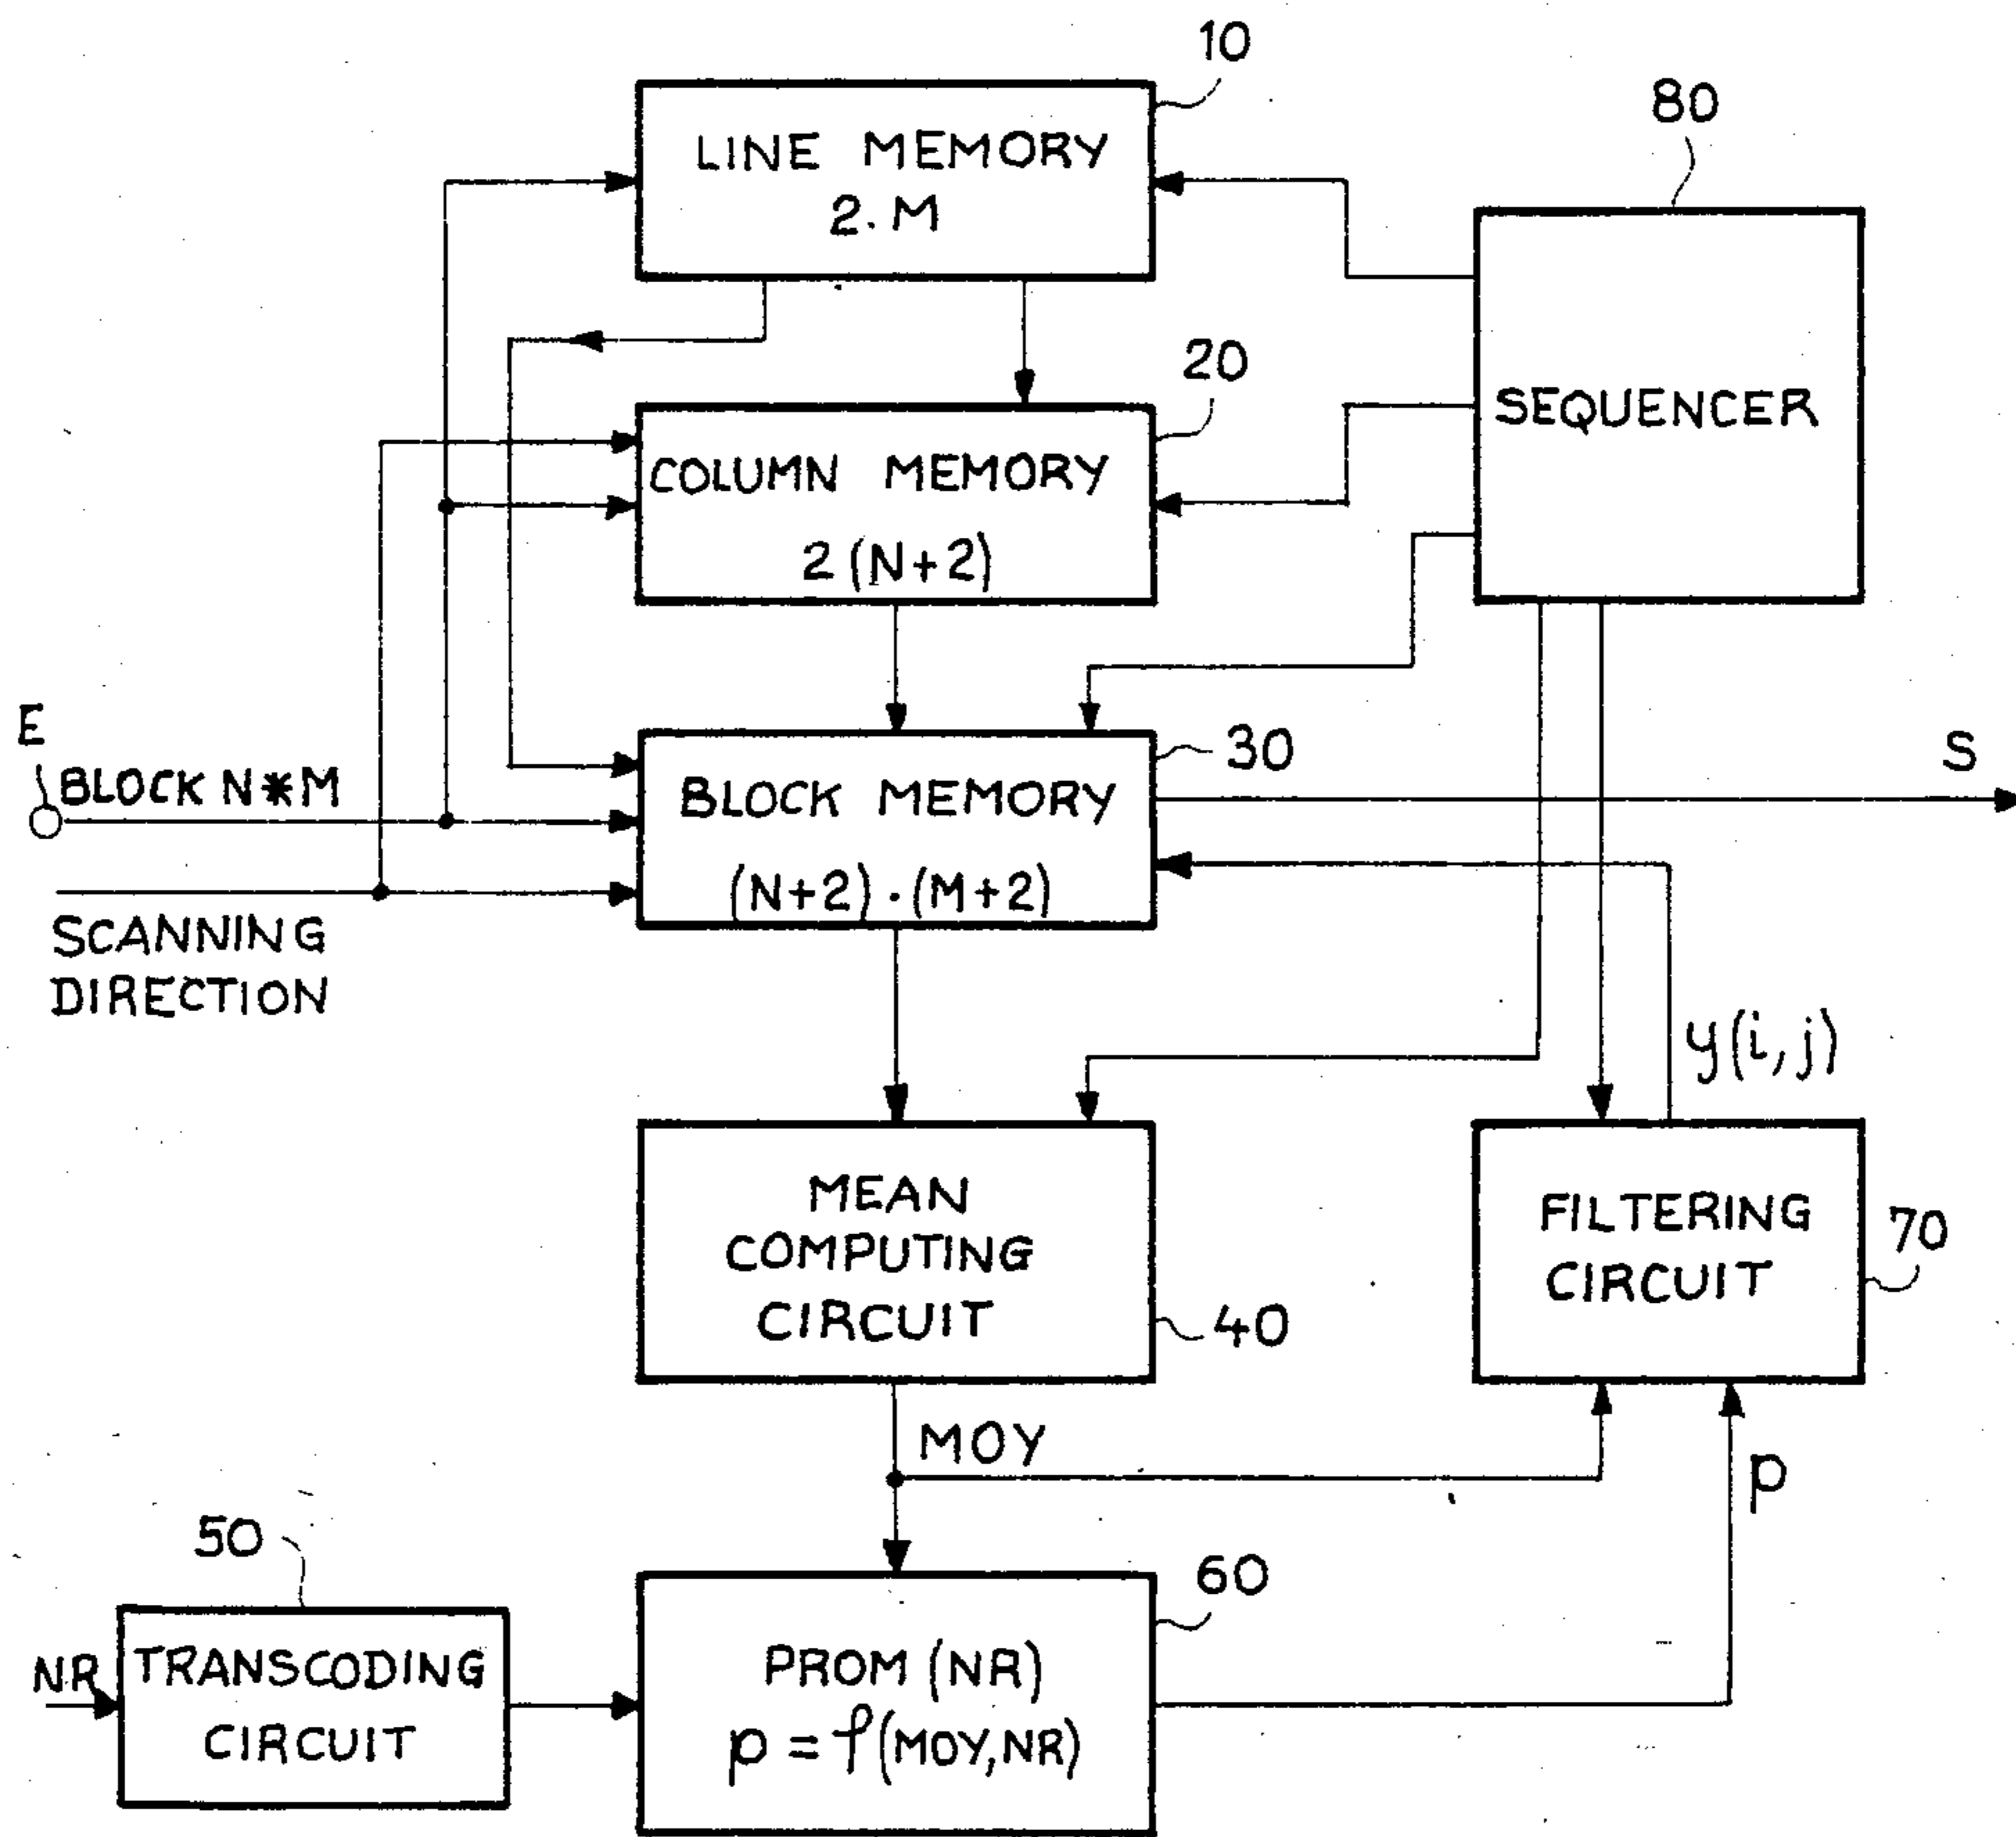 10
LINE MEMORY
2.M
80
SEQUENCER
20
COLUMN MEMORY
2(N+2)
E
BLOCK N*M
30
BLOCK MEMORY
(N+2).(M+2)
S
SCANNING
DIRECTION
y(i,j)
MEAN
COMPUTING
CIRCUIT
40
FILTERING
CIRCUIT
70
MOY
p
50
60
NR
TRANSCODING
CIRCUIT
PROM (NR)
p = f(MOY,NR)